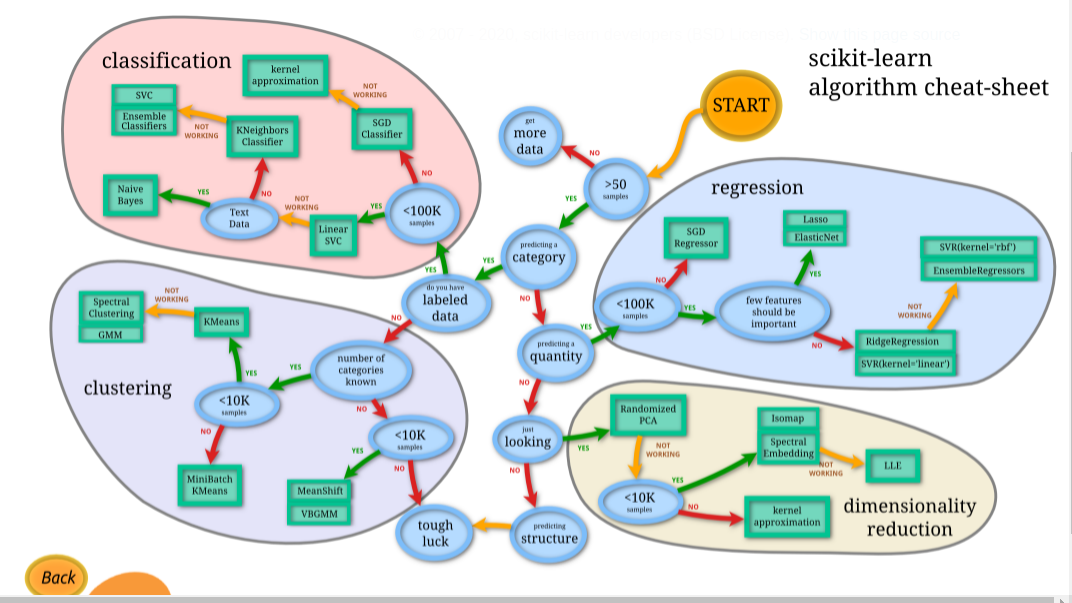 scikit-learn
algorithm cheat-sheet
START
get
more
data
NO
>50
samples
YES
predicting a
category
YES
NO
do you have
labeled
data
YES
NO
predicting a
quantity
YES
NO
just
looking
YES
NO
predicting
structure
tough
luck
classification
kernel
approximation
NOT
WORKING
SVC
Ensemble
Classifiers
NOT
WORKING
KNeighbors
Classifier
SGD
Classifier
NO
Naive
Bayes
YES
NO
Text
Data
NOT
WORKING
Linear
SVC
YES
<100K
samples
regression
SGD
Regressor
NO
<100K
samples
YES
Lasso
ElasticNet
YES
few features
should be
important
NO
SVR(kernel='rbf')
EnsembleRegressors
NOT
WORKING
RidgeRegression
SVR(kernel='linear')
clustering
Spectral
Clustering
GMM
NOT
WORKING
KMeans
YES
<10K
samples
NO
MiniBatch
KMeans
YES
number of
categories
known
NO
<10K
samples
YES
NO
MeanShift
VBGMM
dimensionality
reduction
Randomized
PCA
NOT
WORKING
<10K
samples
YES
NO
Isomap
Spectral
Embedding
NOT
WORKING
LLE
kernel
approximation
Back